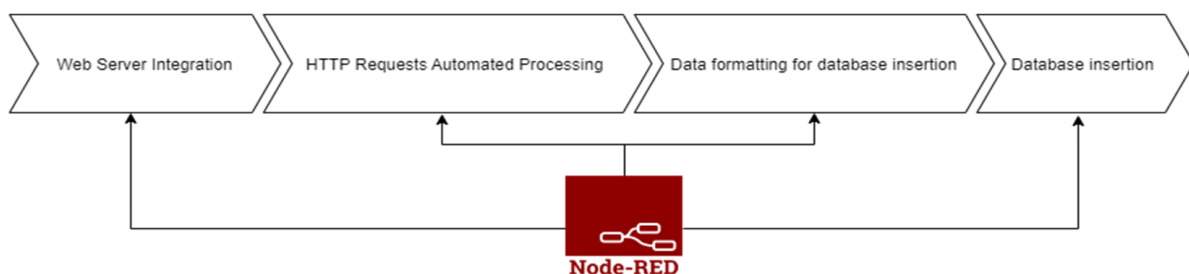 Web Server Integration
HTTP Requests Automated Processing
Data formatting for database insertion
Database insertion
Node-RED